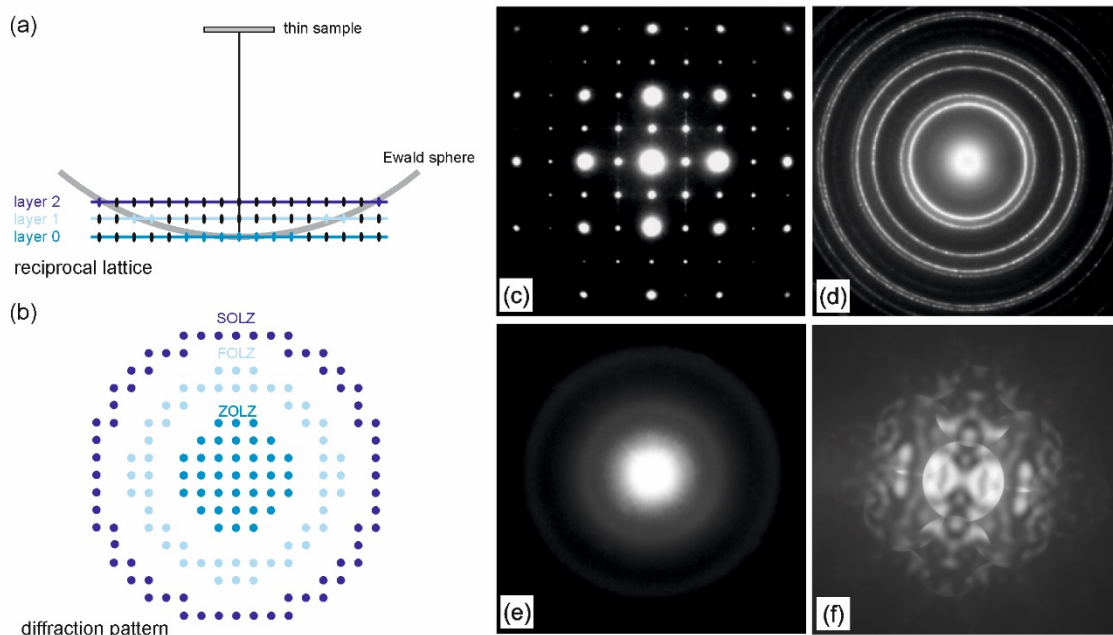 (a)
thin sample
Ewald sphere
layer 2
layer 1
layer 0
reciprocal lattice
(b)
SOLZ
FOLZ
ZOLZ
diffraction pattern
(c)
(d)
(e)
(f)